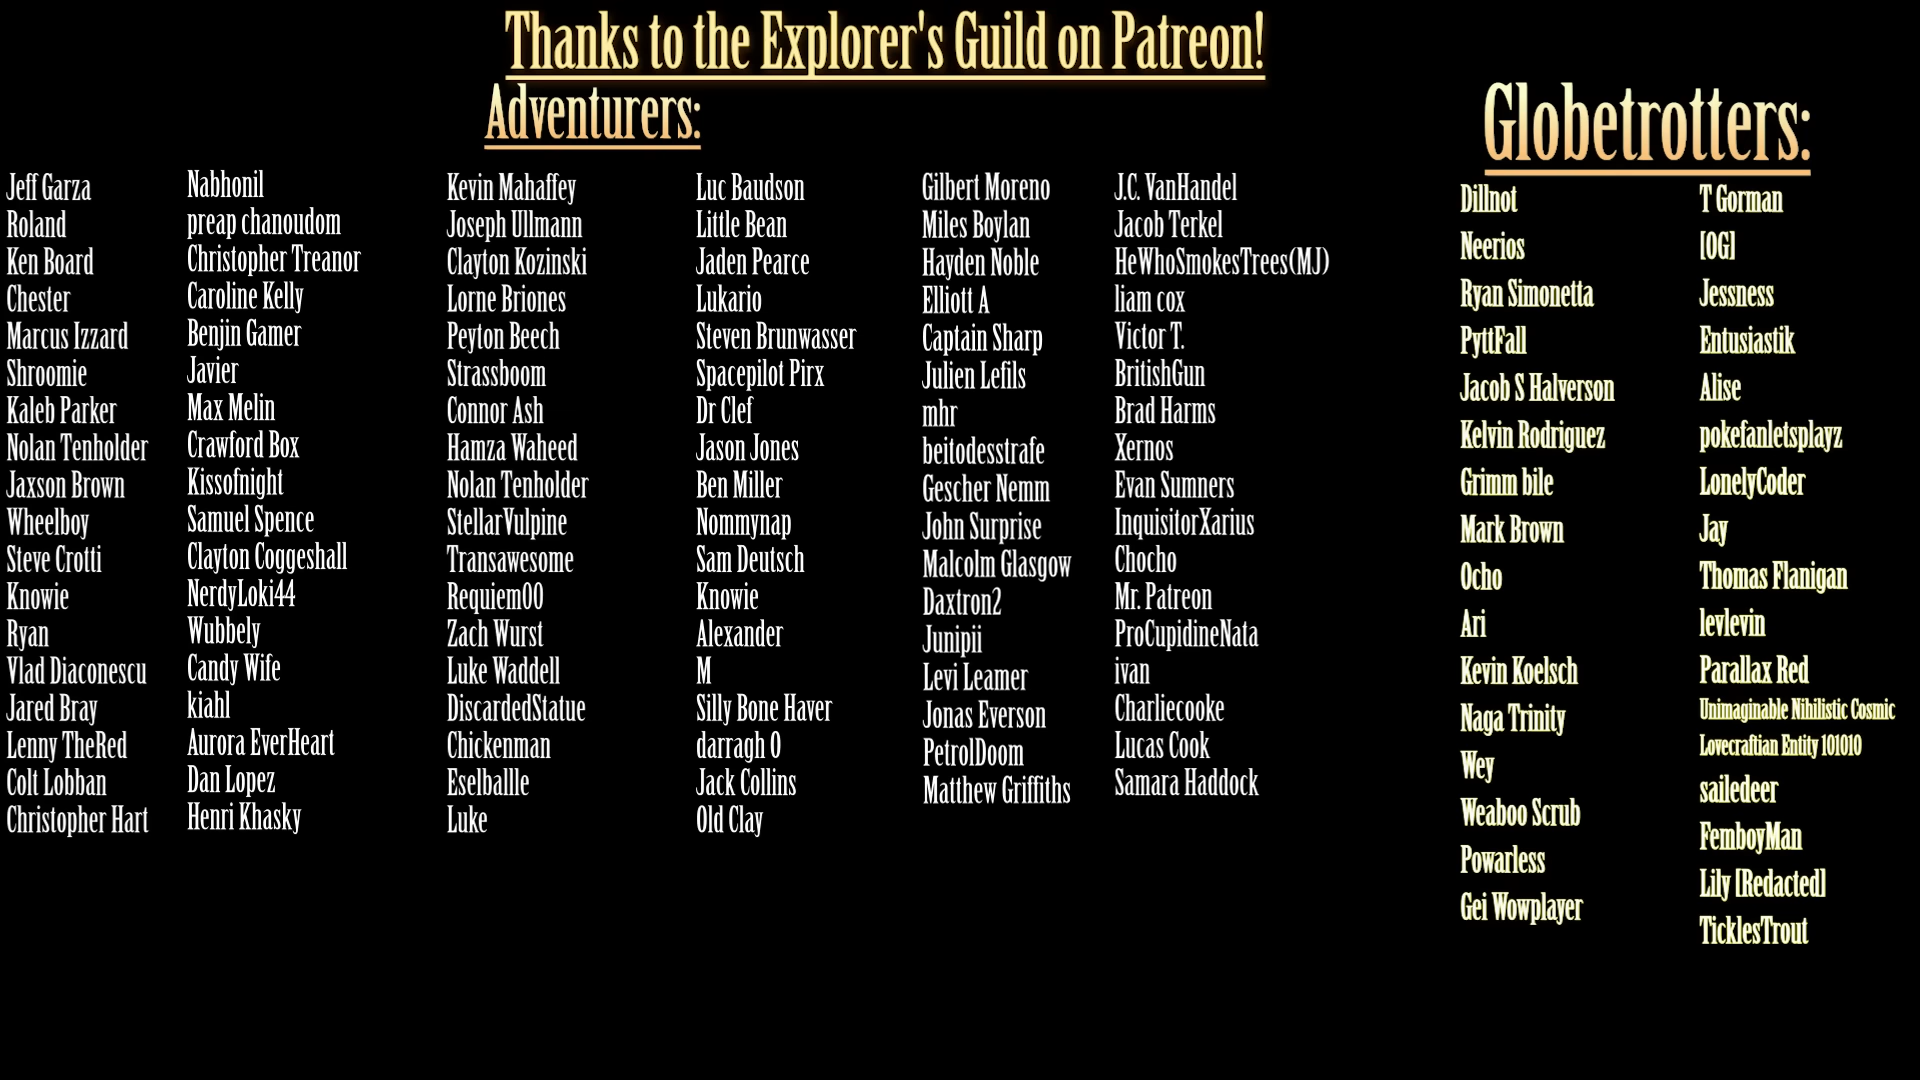 Thanks to the Explorer's Guild on Patreon!
Adventurers:
Jeff Garza
Roland
Ken Board
Chester
Marcus Izzard
Shroomie
Kaleb Parker
Nolan Tenholder
Jaxson Brown
Wheelboy
Steve Crotti
Knowie
Ryan
Vlad Diaconescu
Jared Bray
Lenny TheRed
Colt Lobban
Christopher Hart
Nabhonil
preap chanoudom
Christopher Treanor
Caroline Kelly
Benjin Gamer
Javier
Max Melin
Crawford Box
Kissofnight
Samuel Spence
Clayton Coggeshall
NerdyLoki44
Wubbely
Candy Wife
kiahl
Aurora EverHeart
Dan Lopez
Henri Khasky
Kevin Mahaffey
Joseph Ullmann
Clayton Kozinski
Lorne Briones
Peyton Beech
Strassboom
Connor Ash
Hamza Waheed
Nolan Tenholder
StellarVulpine
Transawesome
Requiem00
Zach Wurst
Luke Waddell
DiscardedStatue
Chickenman
Eselballle
Luke
Luc Baudson
Little Bean
Jaden Pearce
Lukario
Steven Brunwasser
Spacepilot Pirx
Dr Clef
Jason Jones
Ben Miller
Nommynap
Sam Deutsch
Knowie
Alexander
M
Silly Bone Haver
darragh O
Jack Collins
Old Clay
Gilbert Moreno
Miles Boylan
Hayden Noble
Elliott A
Captain Sharp
Julien Lefils
mhr
beitodesstrafe
Gescher Nemm
John Surprise
Malcolm Glasgow
Daxtron2
Junipii
Levi Leamer
Jonas Everson
PetrolDoom
Matthew Griffiths
J.C. VanHandel
Jacob Terkel
HeWhoSmokesTrees(MJ)
liam cox
Victor T.
BritishGun
Brad Harms
Xernos
Evan Sumners
InquisitorXarius
Chocho
Mr. Patreon
ProCupidineNata
ivan
Charliecooke
Lucas Cook
Samara Haddock
Globetrotters:
Dillnot
Neerios
Ryan Simonetta
PyttFall
Jacob S Halverson
Kelvin Rodriguez
Grimm bile
Mark Brown
Ocho
Ari
Kevin Koelsch
Naga Trinity
Wey
Weaboo Scrub
Powarless
Gei Wowplayer
T Gorman
[OG]
Jessness
Entusiastik
Alise
pokefanletsplayz
LonelyCoder
Jay
Thomas Flanigan
levlevin
Parallax Red
Unimaginable Nihilistic Cosmic
Lovecraftian Entity 101010
sailedeer
FemboyMan
Lily [Redacted]
TicklesTrout